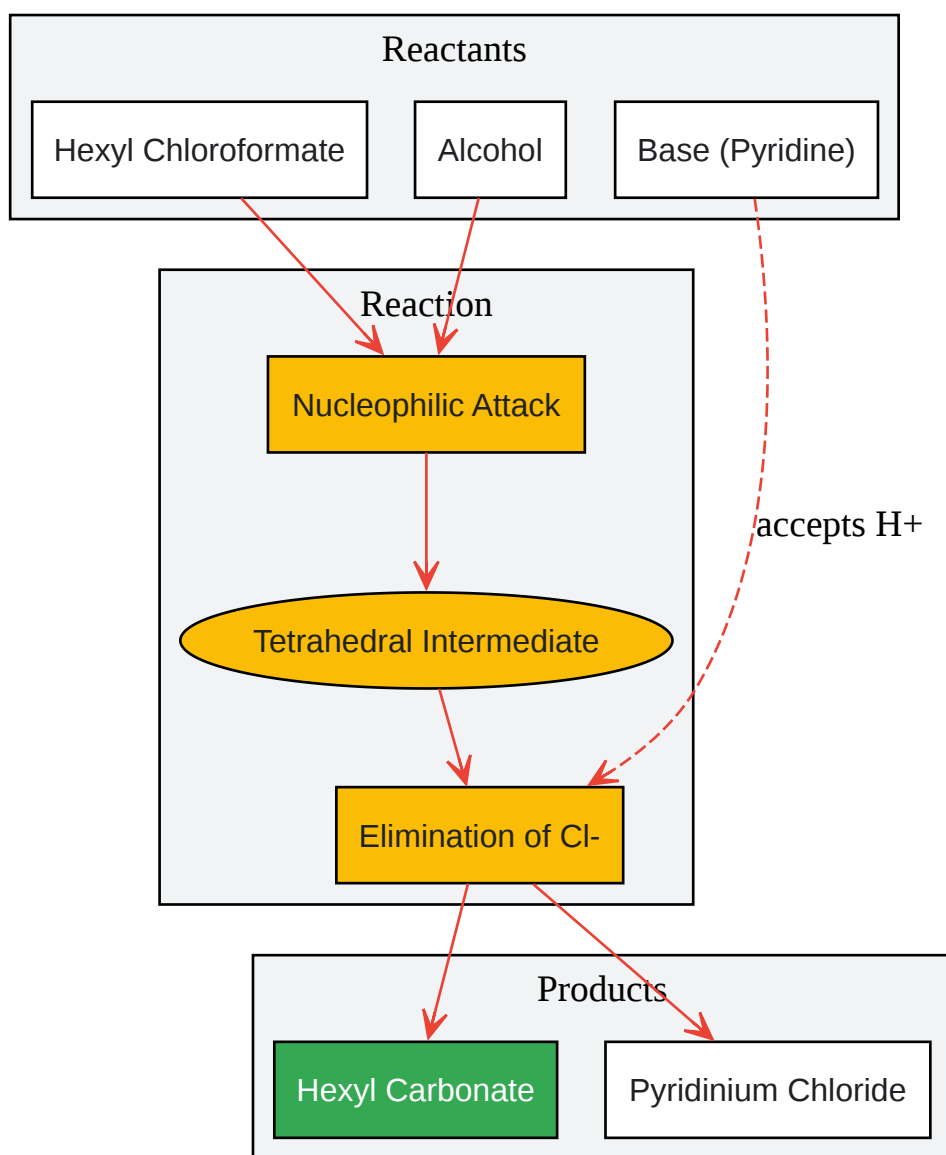 Reactants
Hexyl Chloroformate
Alcohol
Base (Pyridine)
Reaction
Nucleophilic Attack
accepts H+
Tetrahedral Intermediate
Elimination of Cl-
Products
Hexyl Carbonate
Pyridinium Chloride